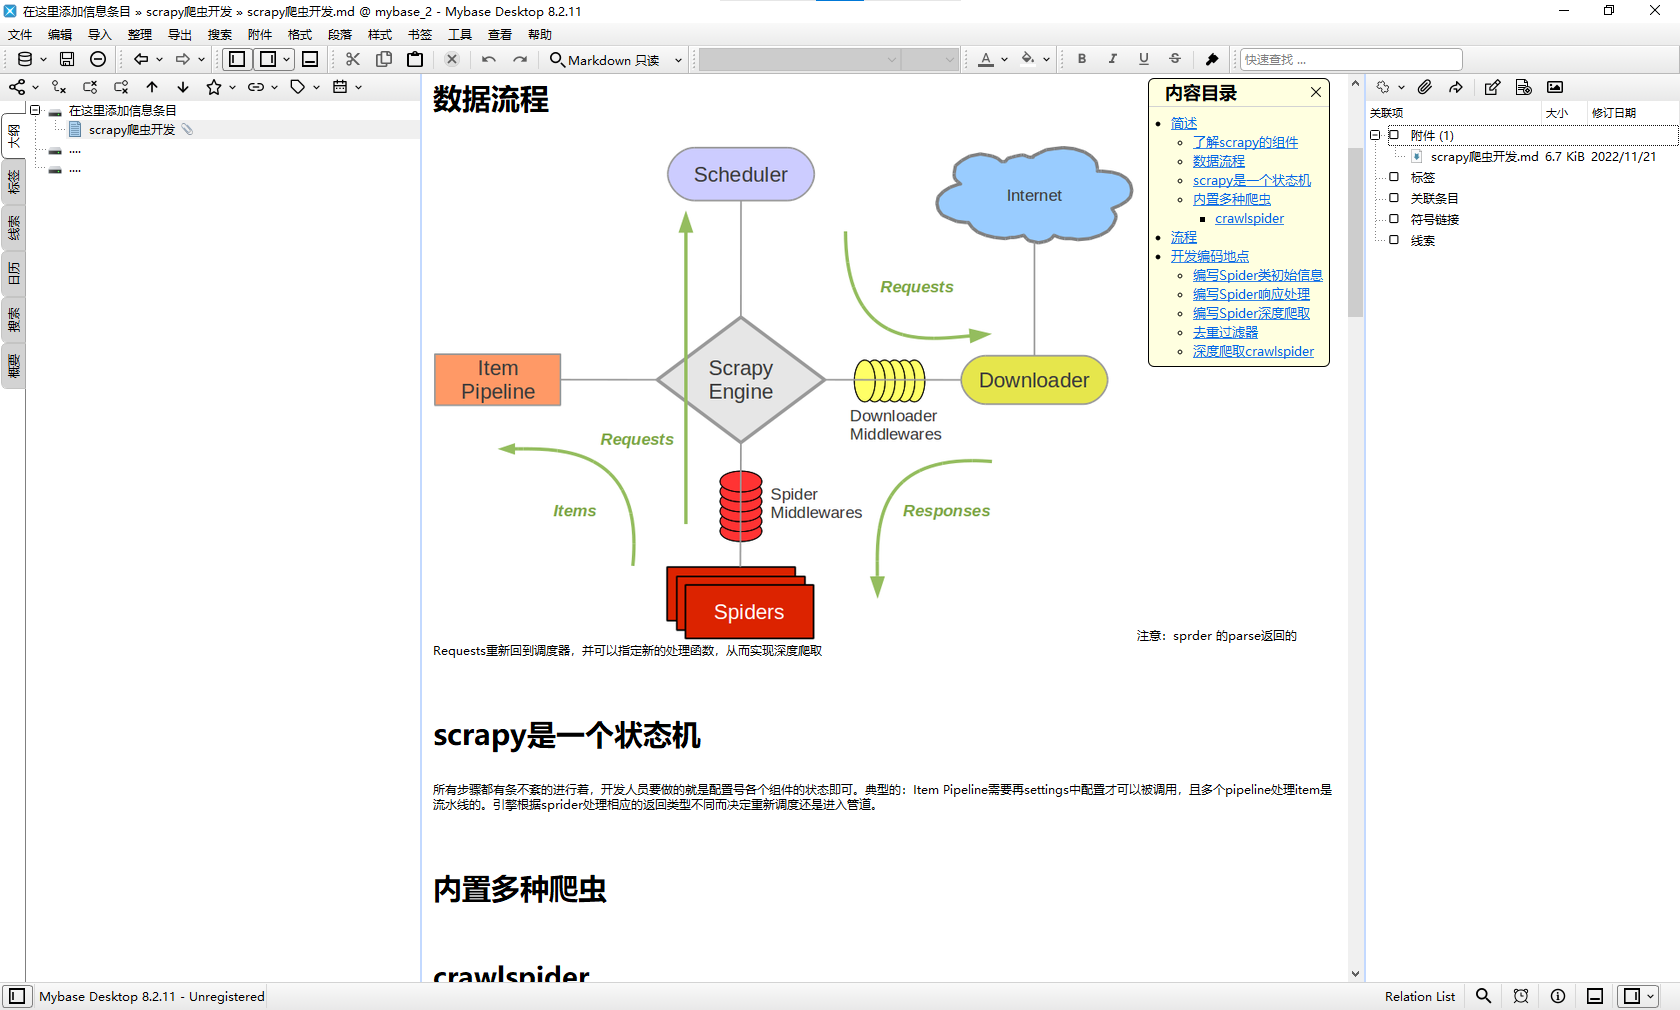 在这里添加信息条目 » scrapy爬虫开发 » scrapy爬虫开发.md @ mybase_2 - Mybase Desktop 8.2.11
文件 编辑 导入 整理 导出 搜索 附件 格式 段落 样式 书签 工具 查看 帮助
Markdown 只读
A
B I U S
快速查找 ...
大纲
标签
线索
日历
搜索
概要
在这里添加信息条目
scrapy爬虫开发
....
....
数据流程
Scheduler
Internet
Requests
Item
Pipeline
Scrapy
Engine
Downloader
Downloader
Middlewares
Requests
Items
Spider
Middlewares
Responses
Spiders
注意：sprder 的parse返回的
Requests重新回到调度器，并可以指定新的处理函数，从而实现深度爬取
scrapy是一个状态机
所有步骤都有条不紊的进行着，开发人员要做的就是配置号各个组件的状态即可。典型的：Item Pipeline需要再settings中配置才可以被调用，且多个pipeline处理item是
流水线的。引擎根据sprider处理相应的返回类型不同而决定重新调度还是进入管道。
内置多种爬虫
crawlspider
内容目录
简述
了解scrapy的组件
数据流程
scrapy是一个状态机
内置多种爬虫
crawlspider
流程
开发编码地点
编写Spider类初始信息
编写Spider响应处理
编写Spider深度爬取
去重过滤器
深度爬取crawlspider
关联项 大小 修订日期
附件 (1)
scrapy爬虫开发.md 6.7 KiB 2022/11/21
标签
关联条目
符号链接
线索
Mybase Desktop 8.2.11 - Unregistered
Relation List